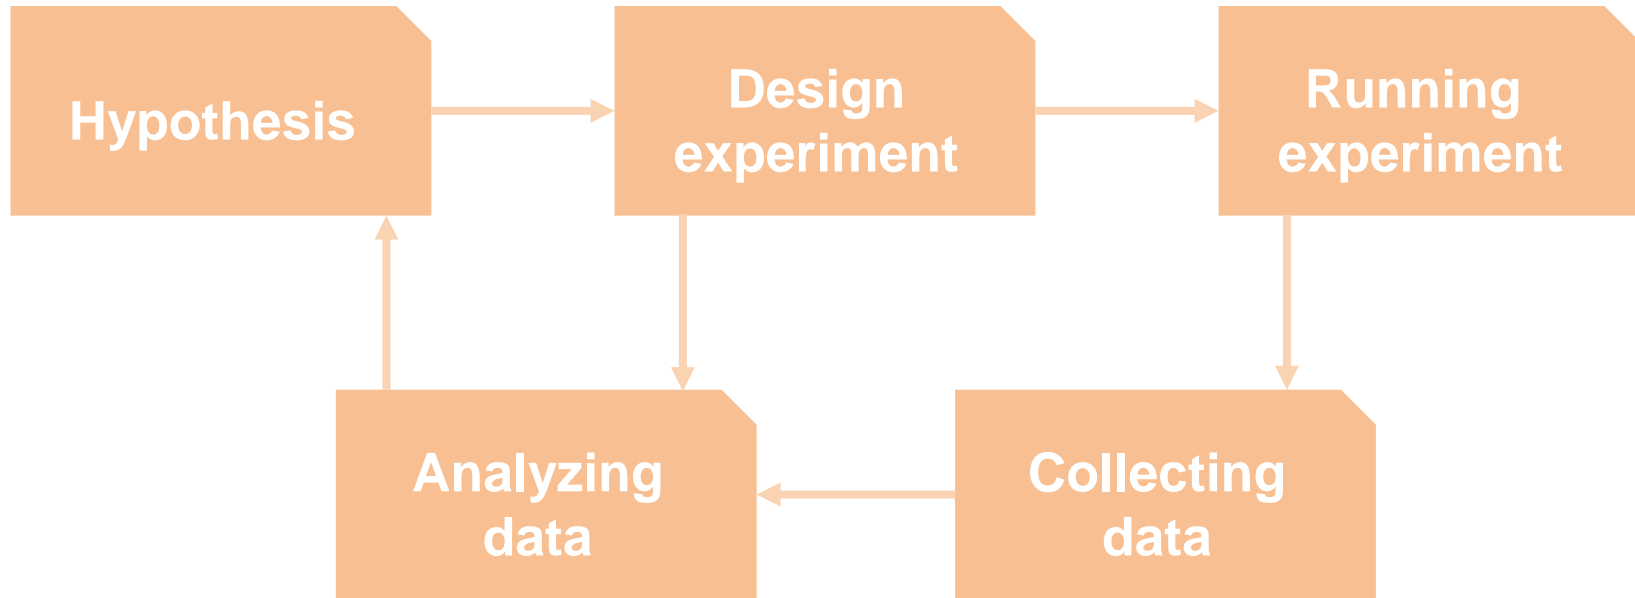 Hypothesis
Design
experiment
Running
experiment
Analyzing
data
Collecting
data